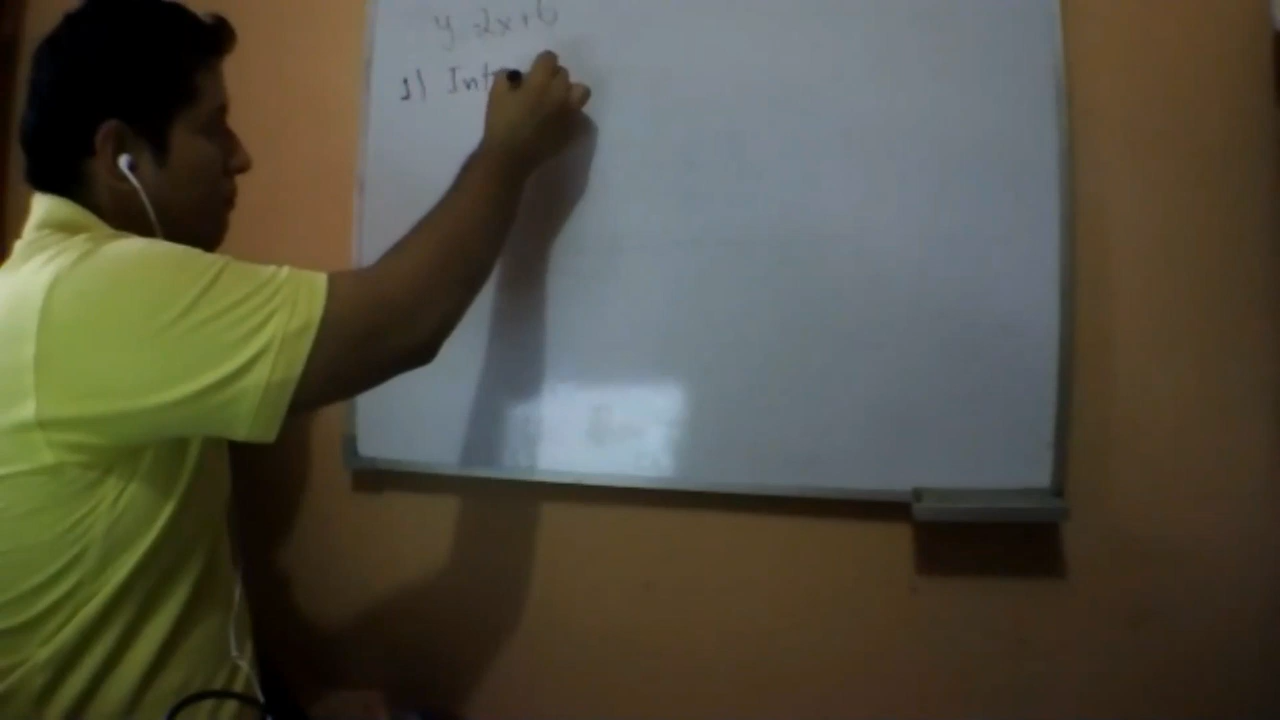 y=2x+6
1) Int